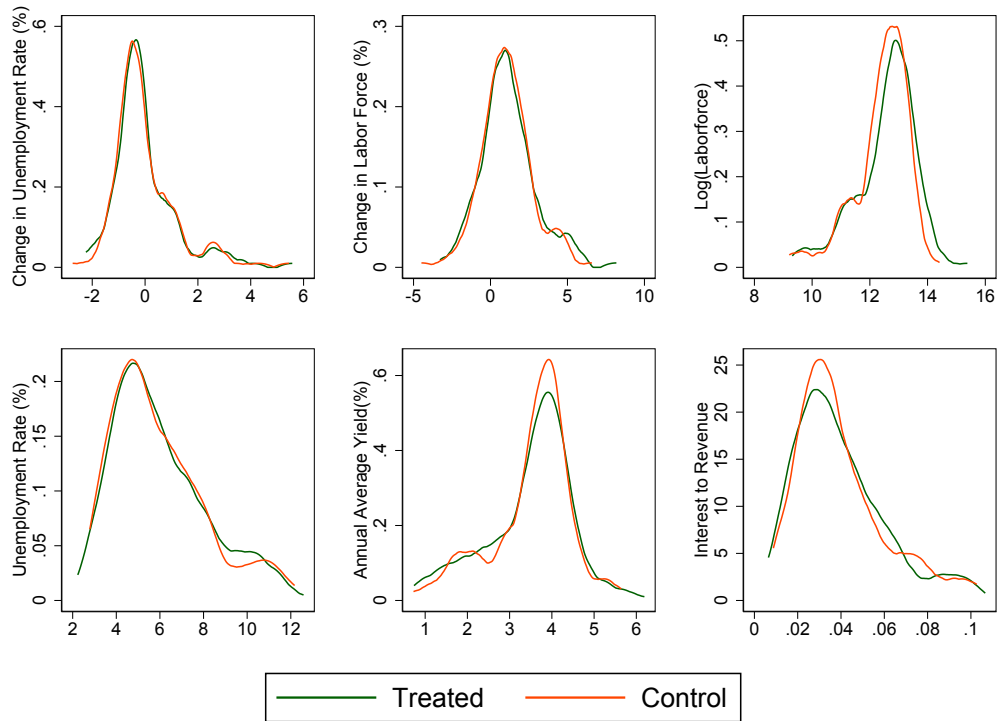 Change in Unemployment Rate (%)
0 .2 .4 .6
-2 0 2 4 6
Change in Labor Force (%)
0 .1 .2 .3
-5 0 5 10
Log(Laborforce)
0 .1 .2 .3 .4 .5
8 10 12 14 16
Unemployment Rate (%)
0 .05 .1 .15 .2
2 4 6 8 10 12
Annual Average Yield(%)
0 .2 .4 .6
1 2 3 4 5 6
Interest to Revenue
0 5 10 15 20 25
0 .02 .04 .06 .08 .1
Treated Control